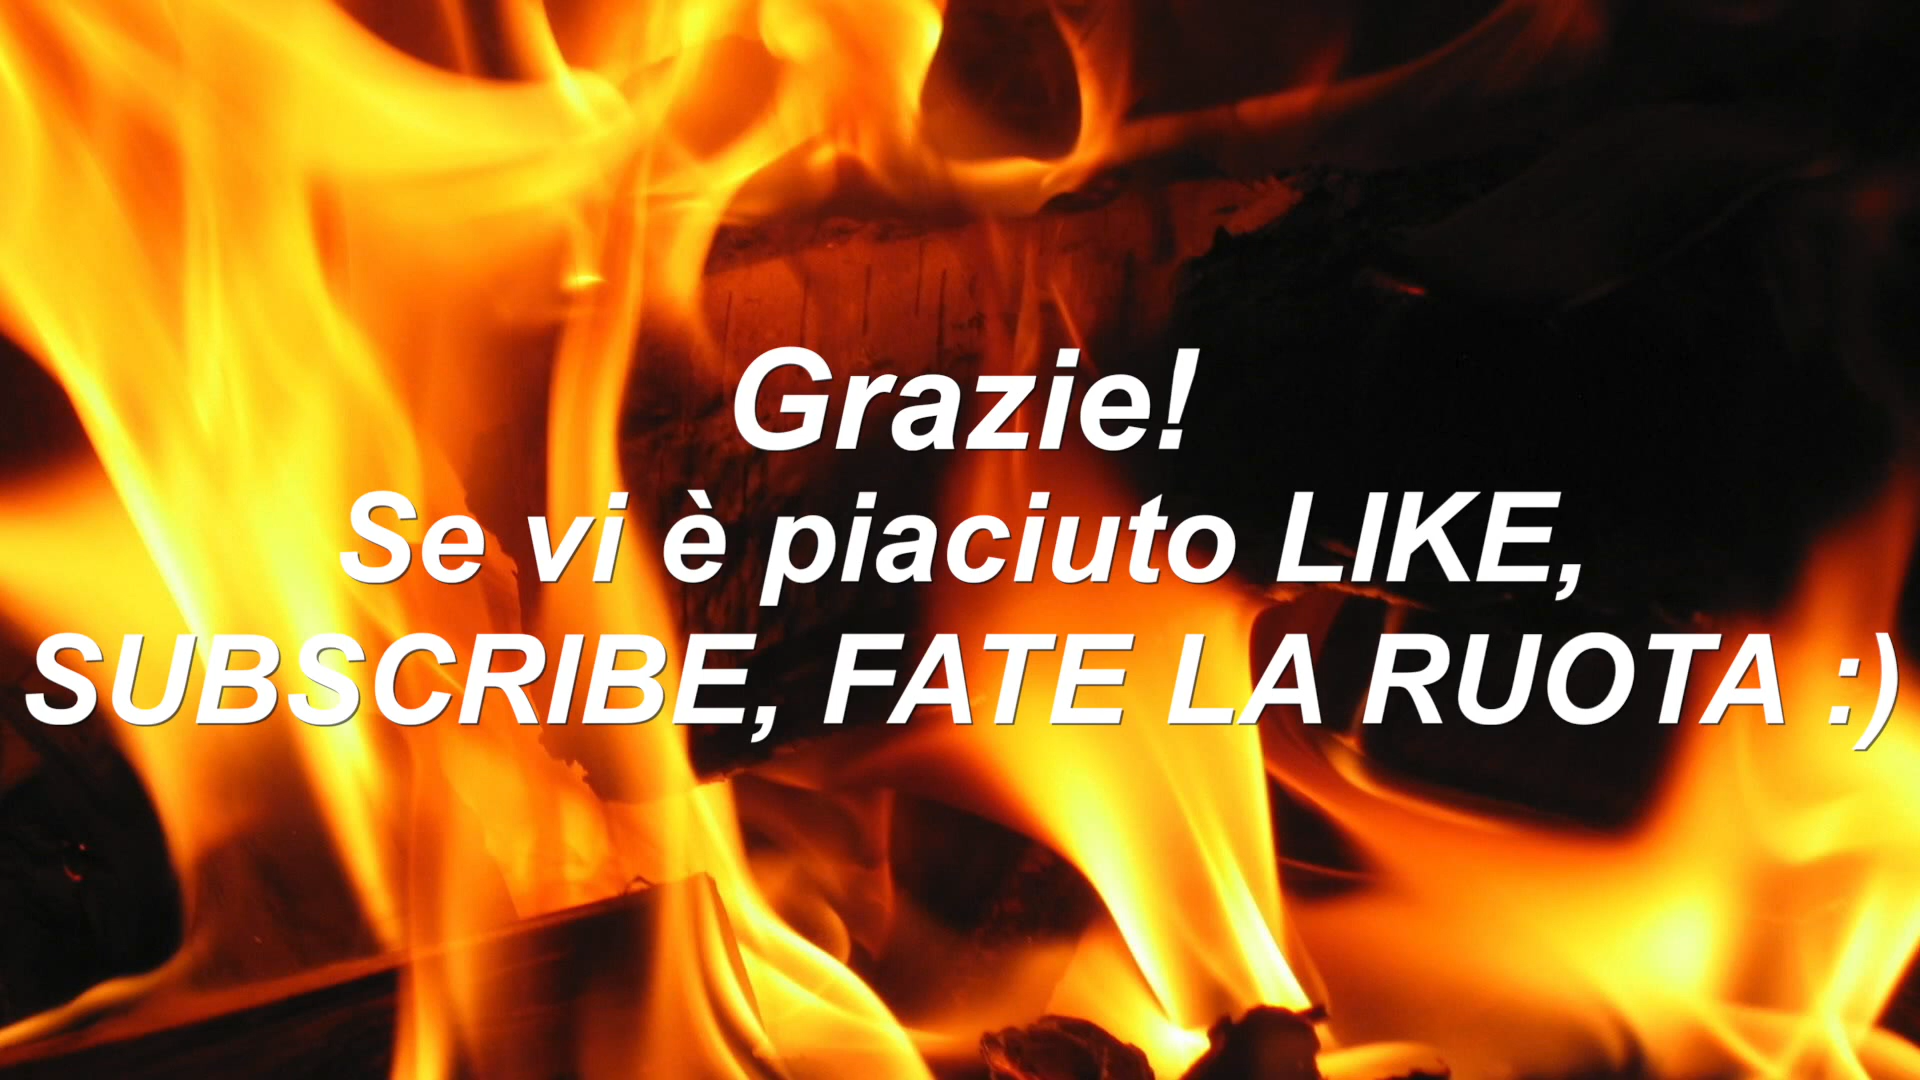 Grazie!
Se vi è piaciuto LIKE,
SUBSCRIBE, FATE LA RUOTA :)